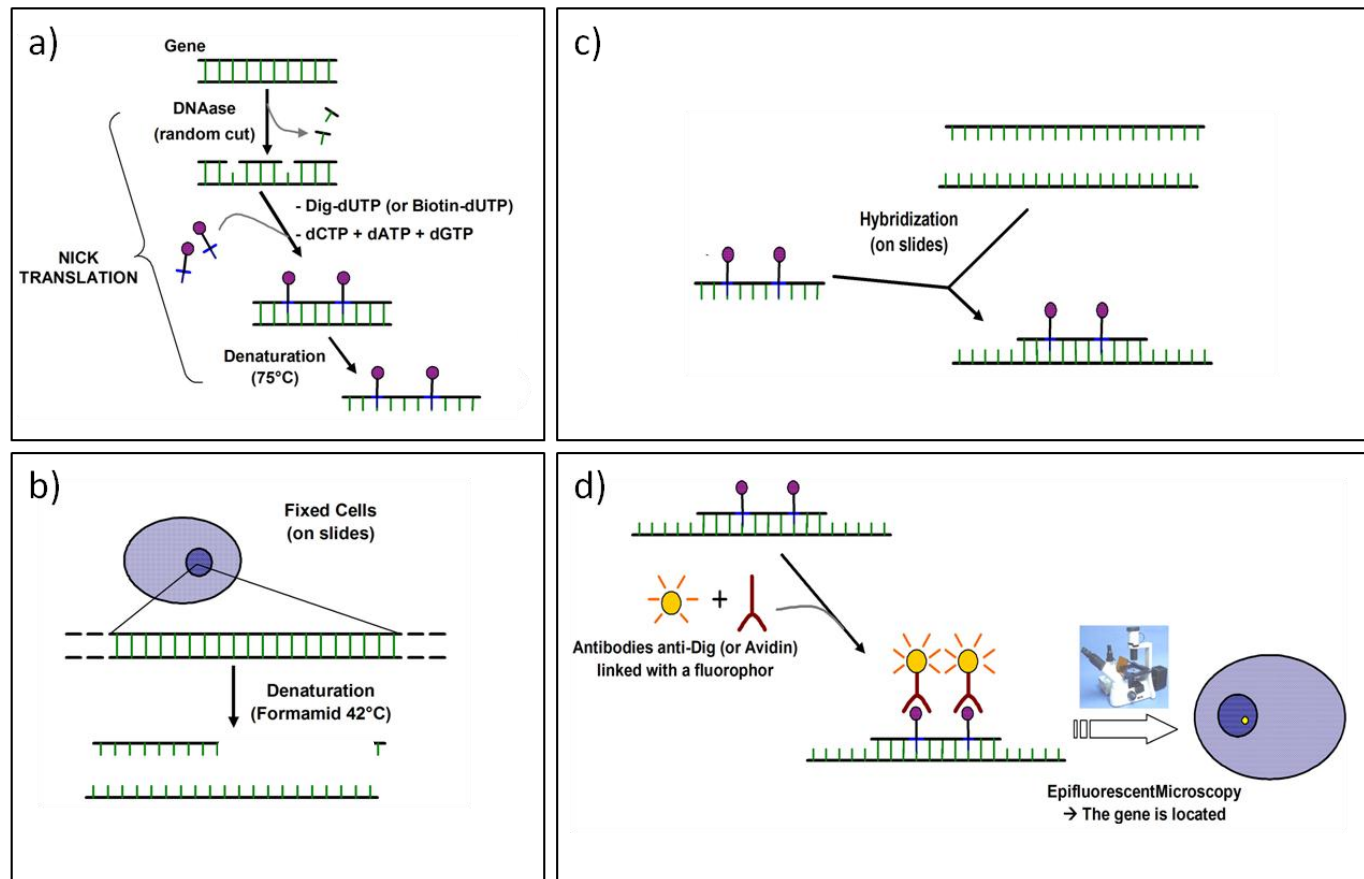 a)
Gene
DNAase
(random cut)
- Dig-dUTP (or Biotin-dUTP)
- dCTP + dATP + dGTP
NICK
TRANSLATION
Denaturation
(75°C)
b)
Fixed Cells
(on slides)
Denaturation
(Formamid 42°C)
c)
Hybridization
(on slides)
d)
+
Antibodies anti-Dig (or Avidin)
linked with a fluorophor
EpifluorescentMicroscopy
→ The gene is located